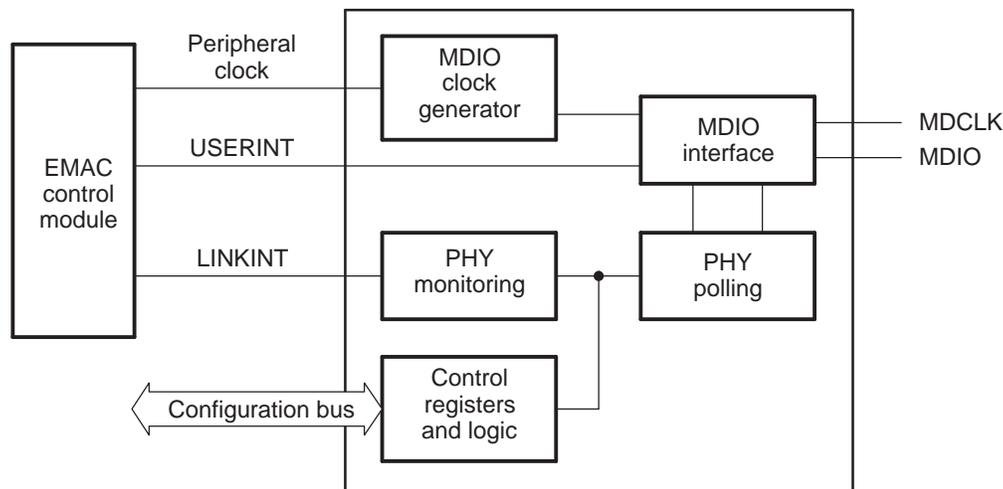 Peripheral
clock
MDIO
clock
generator
MDIO
interface
MDCLK
MDIO
USERINT
EMAC
control
module
LINKINT
PHY
monitoring
PHY
polling
Control
registers
and logic
Configuration bus